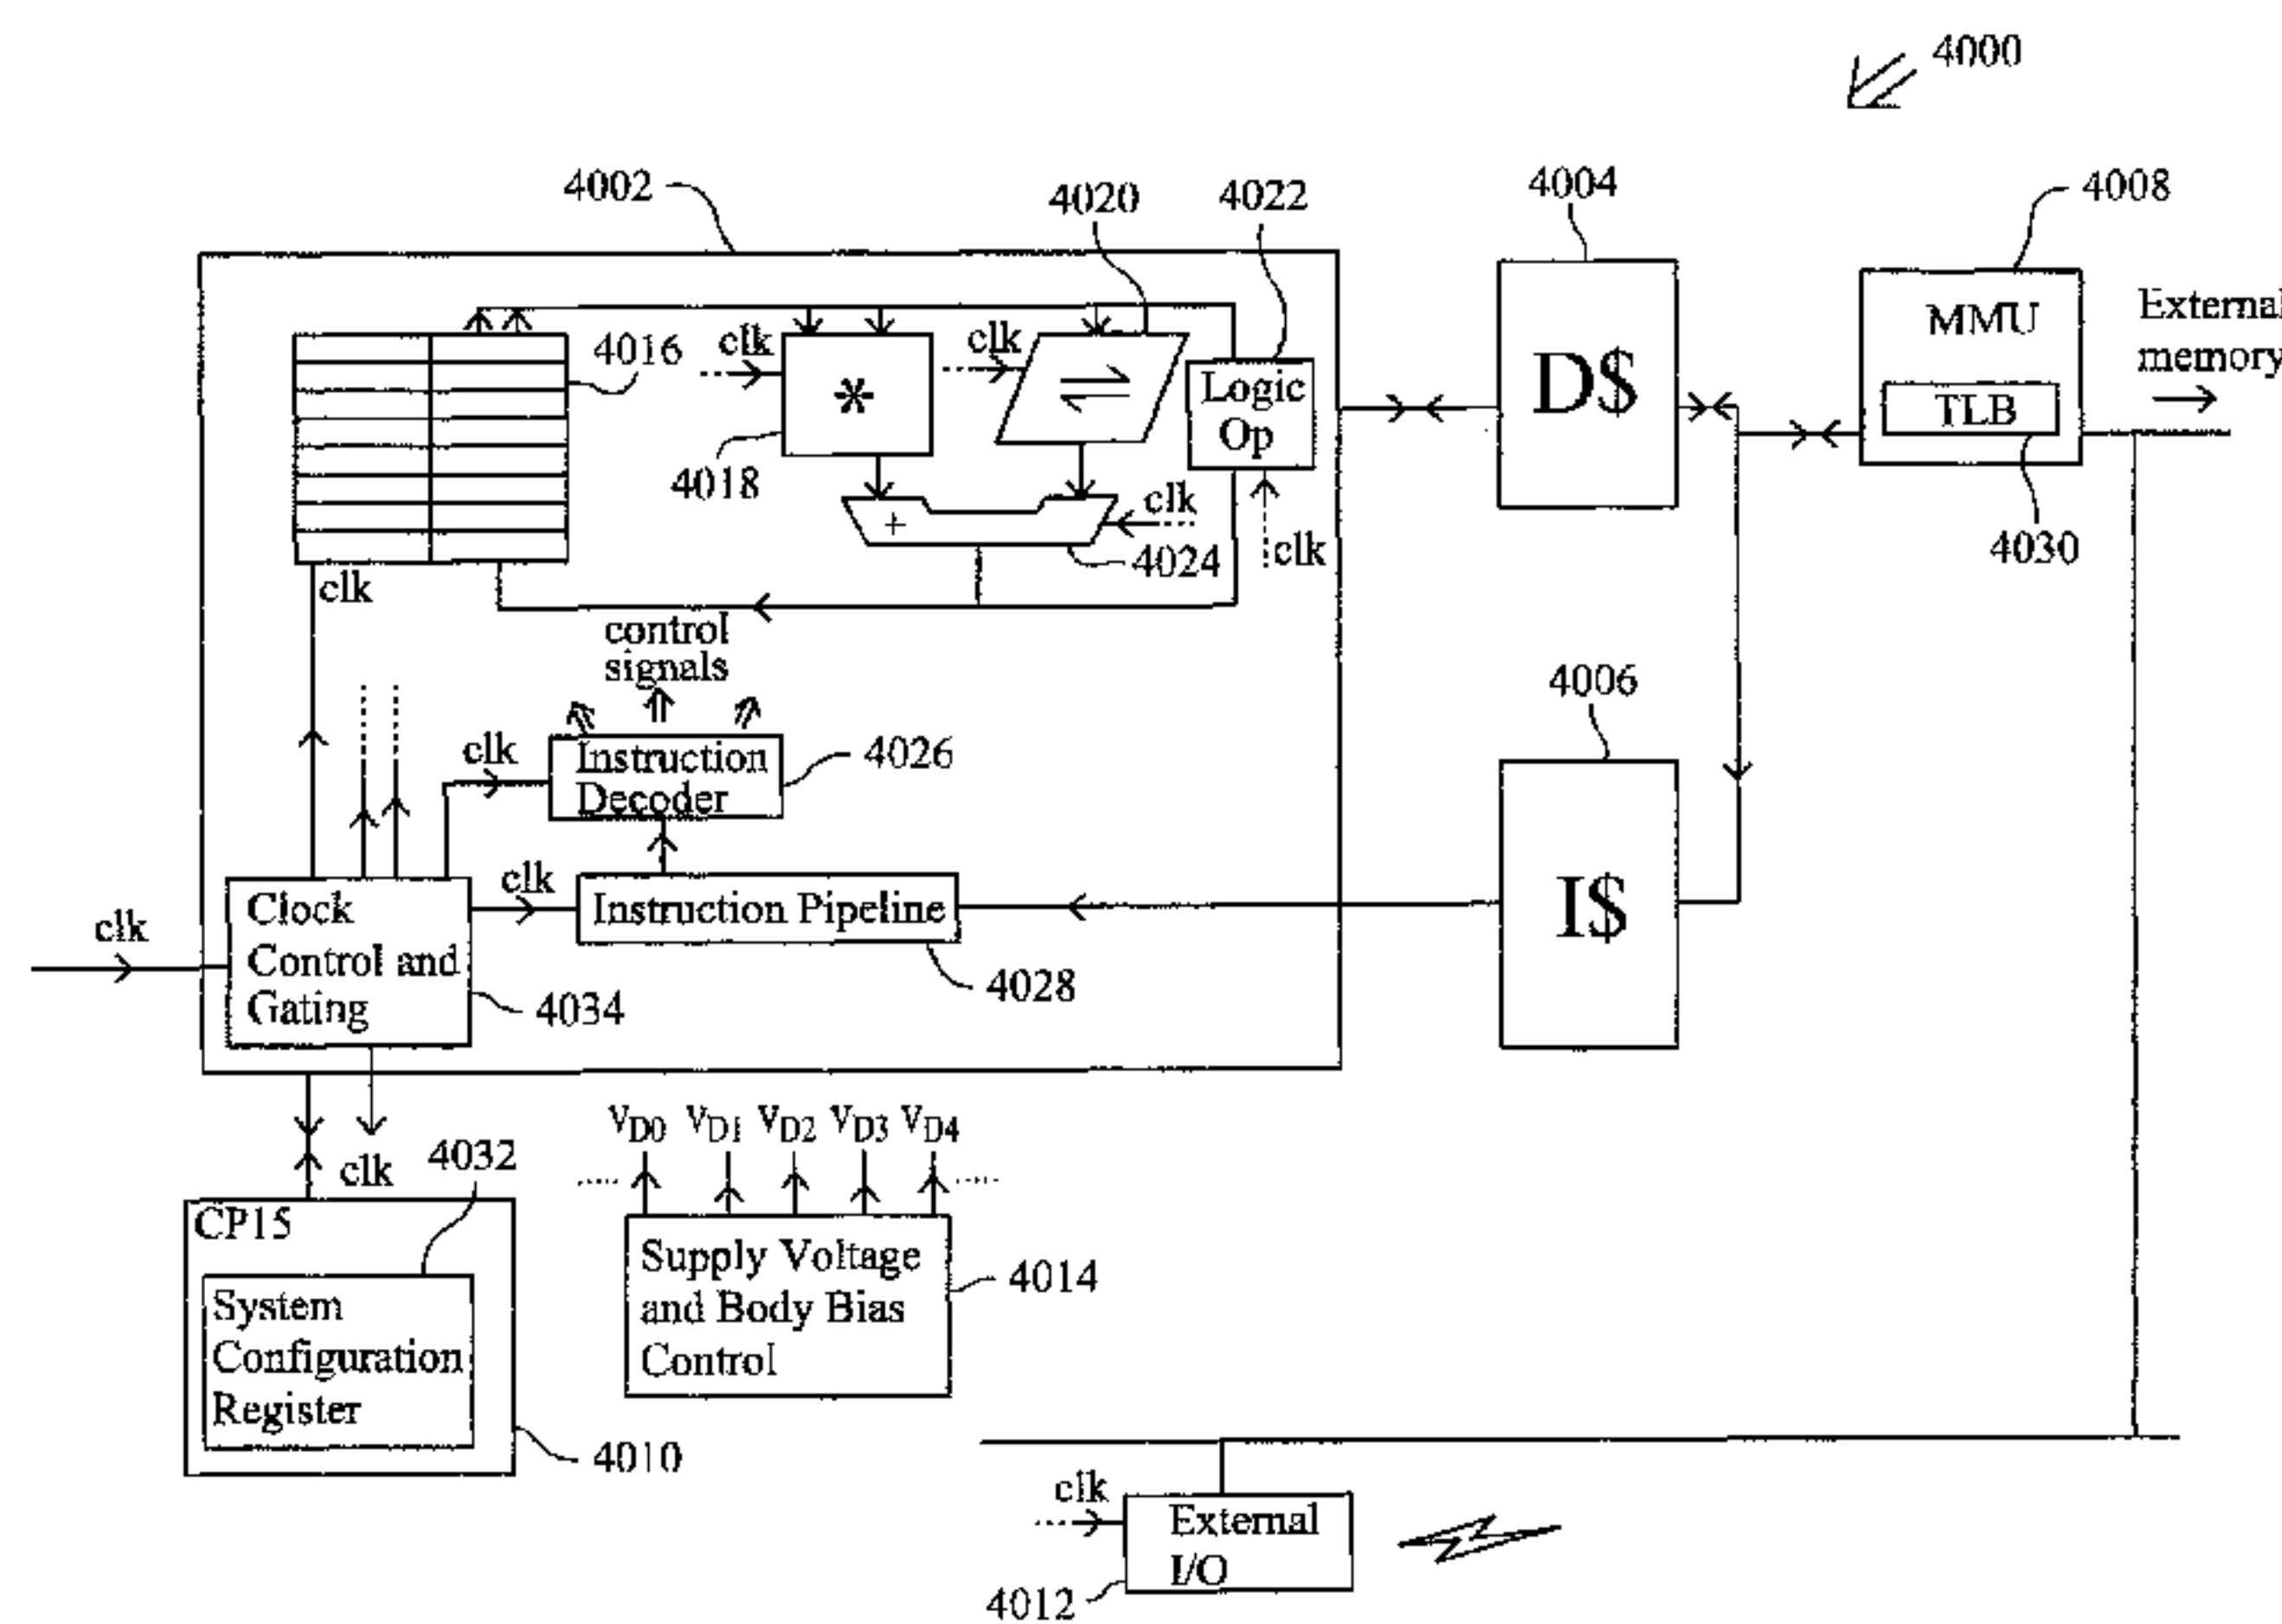 4000
4002
4020
4022
4004
4008
4016
clk
clk
*
Logic
Op
D$
MMU
TLB
External
memory
4018
+
clk
4024
clk
4030
clk
control
signals
4006
clk
Instruction
Decoder
4026
clk
Clock
Control and
Gating
clk
Instruction Pipeline
I$
4034
4028
VD0 VD1 VD2 VD3 VD4
clk
4032
CP15
System
Configuration
Register
4010
Supply Voltage
and Body Bias
Control
4014
clk
External
I/O
4012